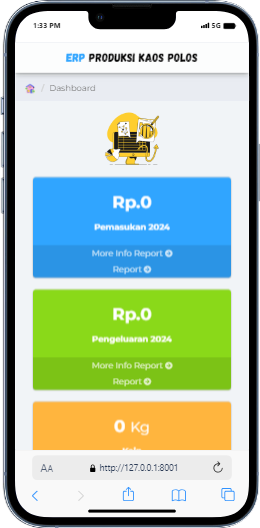 1:33 PM 5G
ERP PRODUKSI KAOS POLOS
/ Dashboard
Rp.0
Pemasukan 2024
More Info Report
Report
Rp.0
Pengeluaran 2024
More Info Report
Report
0 Kg
AA http://127.0.0.1:8001